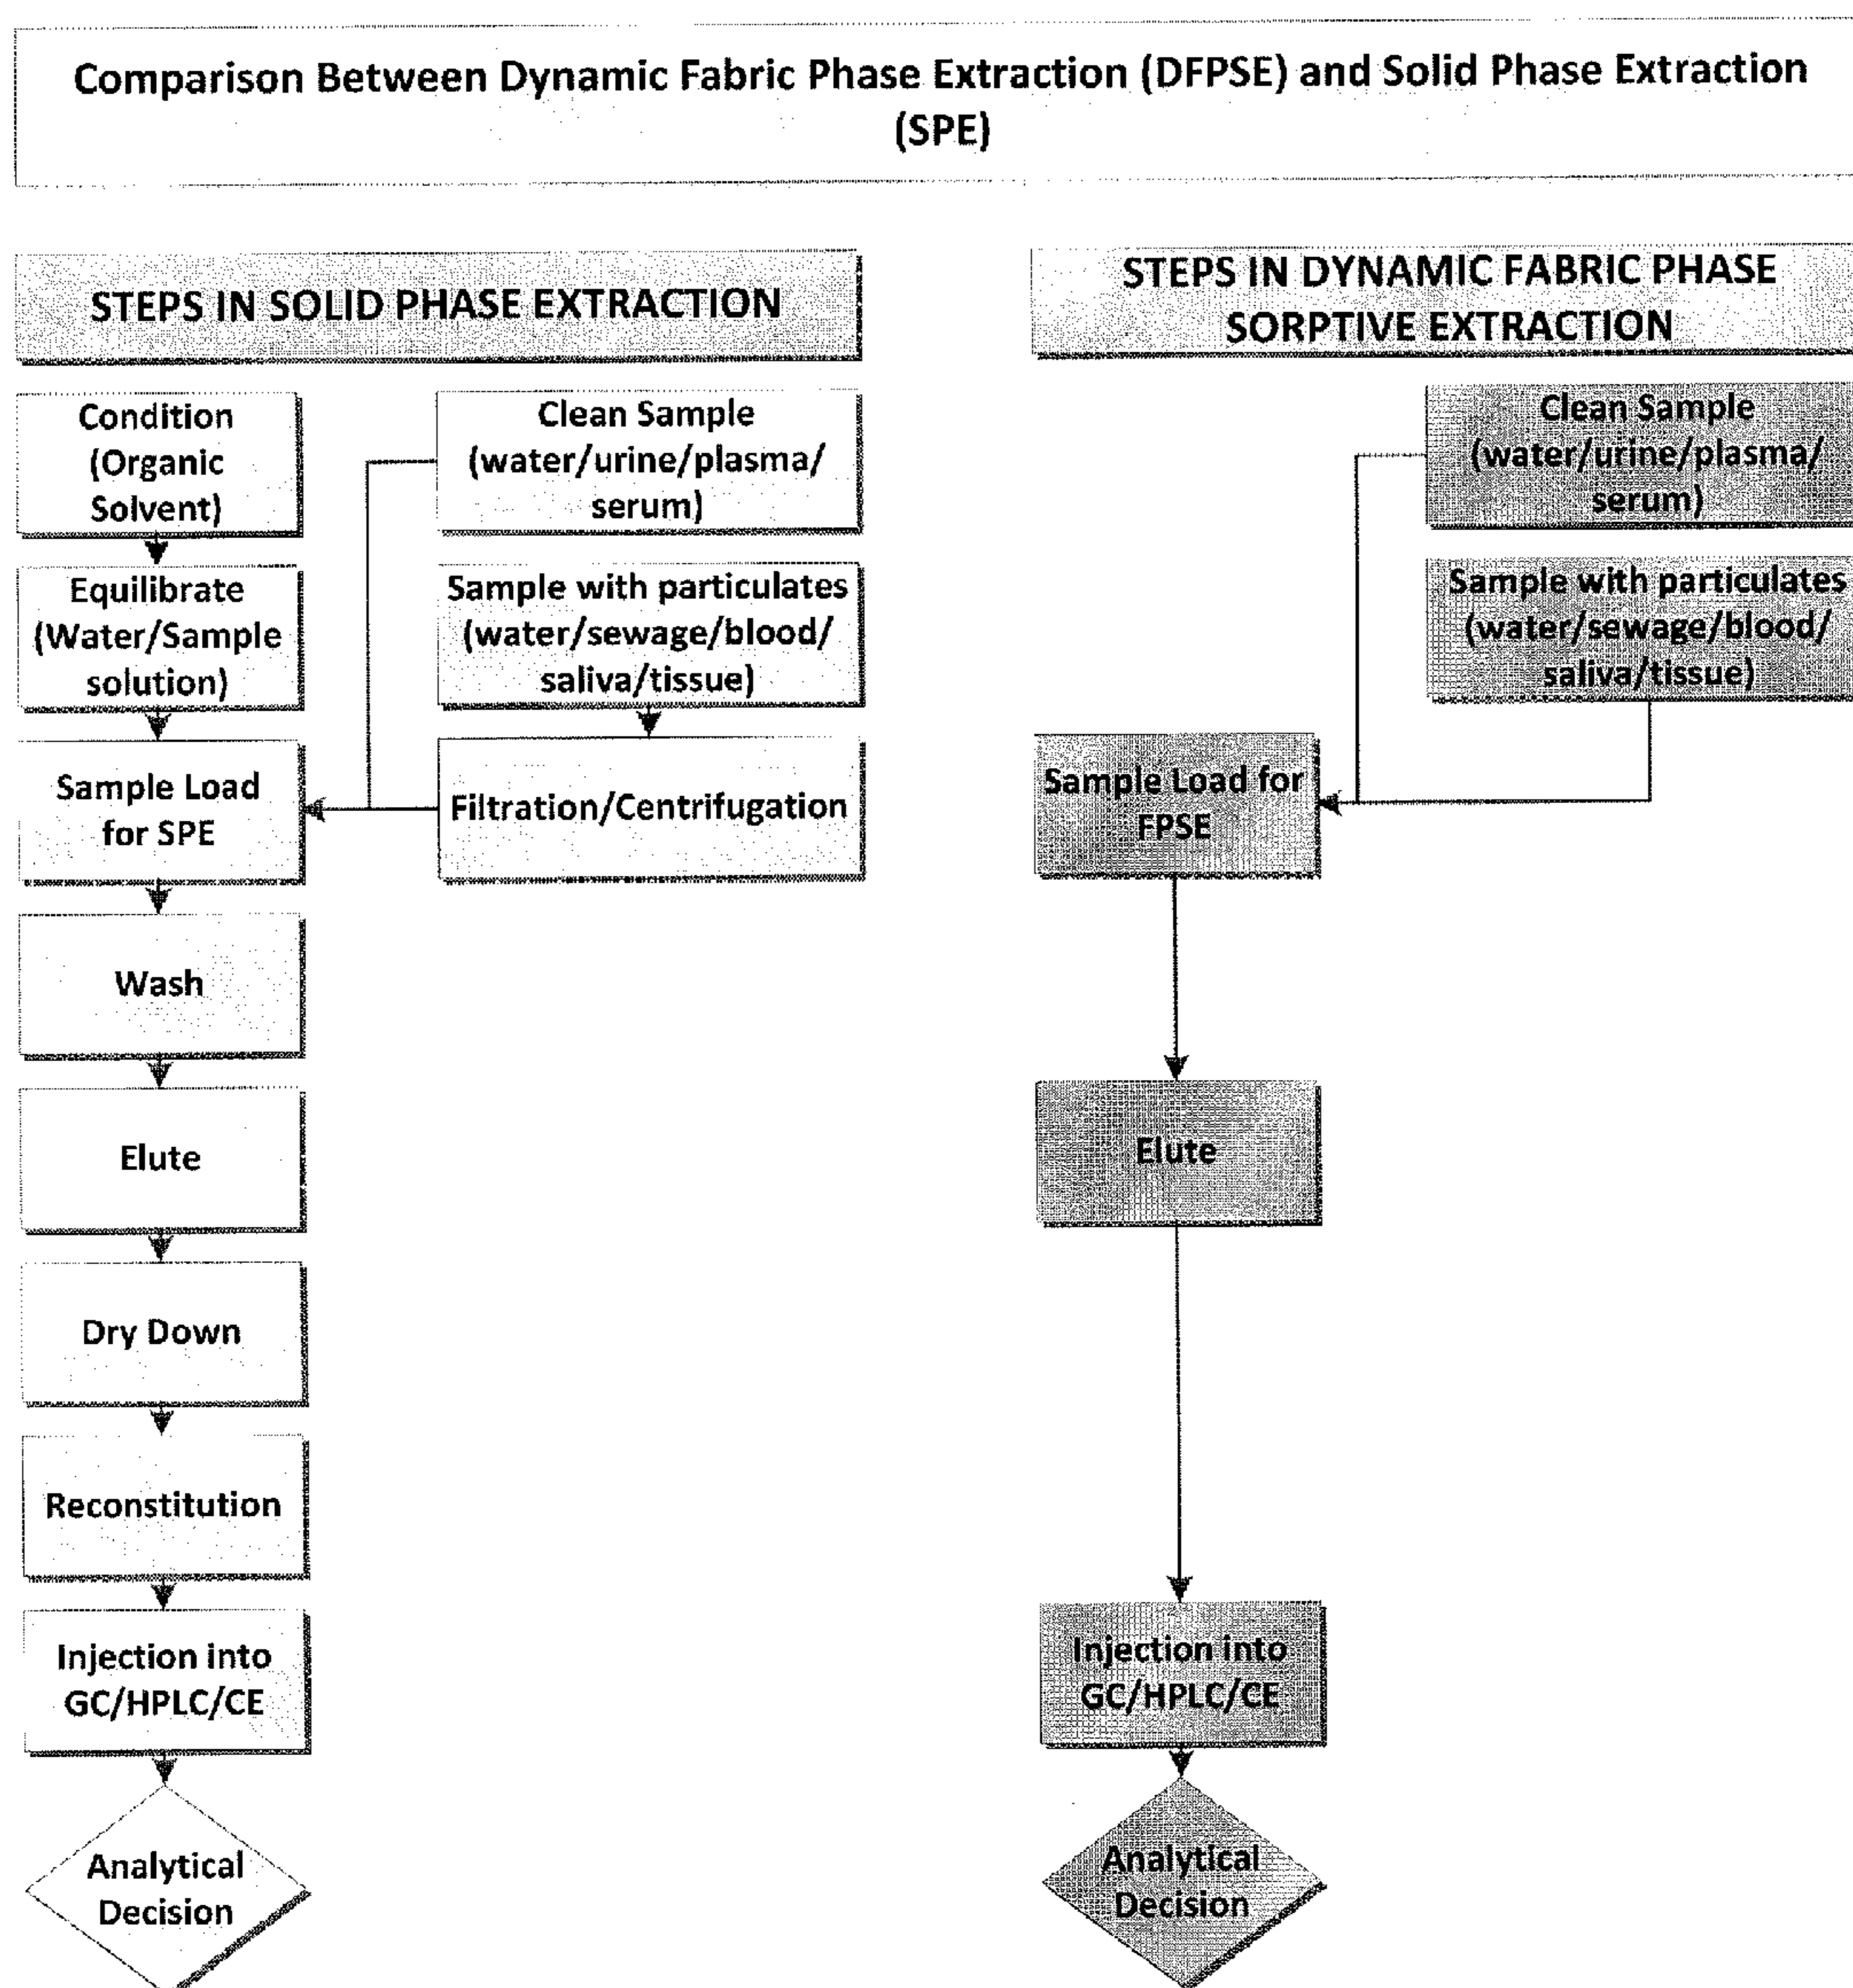 Comparison Between Dynamic Fabric Phase Extraction (DFPSE) and Solid Phase Extraction
(SPE)
STEPS IN SOLID PHASE EXTRACTION
Condition
(Organic
Solvent)
Clean Sample
(water/urine/plasma/
serum)
Equilibrate
(Water/Sample
solution)
Sample with particulates
(water/sewage/blood/
saliva/tissue)
Sample Load
for SPE
Filtration/Centrifugation
Wash
Elute
Dry Down
Reconstitution
Injection into
GC/HPLC/CE
Analytical
Decision
STEPS IN DYNAMIC FABRIC PHASE
SORPTIVE EXTRACTION
Clean Sample
(water/urine/plasma/
serum)
Sample with particulates
(water/sewage/blood/
saliva/tissue)
Sample Load for
FPSE
Elute
Injection into
GC/HPLC/CE
Analytical
Decision